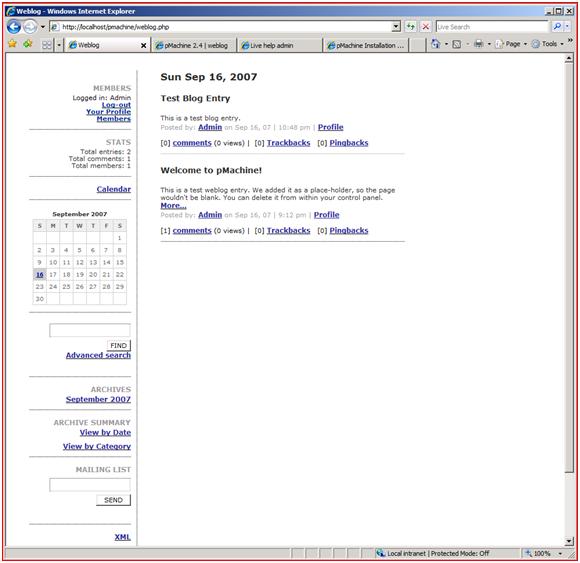 Weblog - Windows Internet Explorer
http://localhost/pmachine/weblog.php
Live Search
Weblog
pMachine 2.4 | weblog
Live help admin
pMachine Installation ...
Page
Tools
MEMBERS
Logged in: Admin
Log-out
Your Profile
Members
STATS
Total entries: 2
Total comments: 1
Total members: 1
Calendar
September 2007
S M T W T F S
1
2 3 4 5 6 7 8
9 10 11 12 13 14 15
16 17 18 19 20 21 22
23 24 25 26 27 28 29
30
FIND
Advanced search
ARCHIVES
September 2007
ARCHIVE SUMMARY
View by Date
View by Category
MAILING LIST
SEND
XML
Sun Sep 16, 2007
Test Blog Entry
This is a test blog entry.
Posted by: Admin on Sep 16, 07 | 10:48 pm | Profile
[0] comments (0 views) | [0] Trackbacks [0] Pingbacks
Welcome to pMachine!
This is a test weblog entry. We added it as a place-holder, so the page
wouldn't be blank. You can delete it from within your control panel.
More...
Posted by: Admin on Sep 16, 07 | 9:12 pm | Profile
[1] comments (0 views) | [0] Trackbacks [0] Pingbacks
Local intranet | Protected Mode: Off
100%